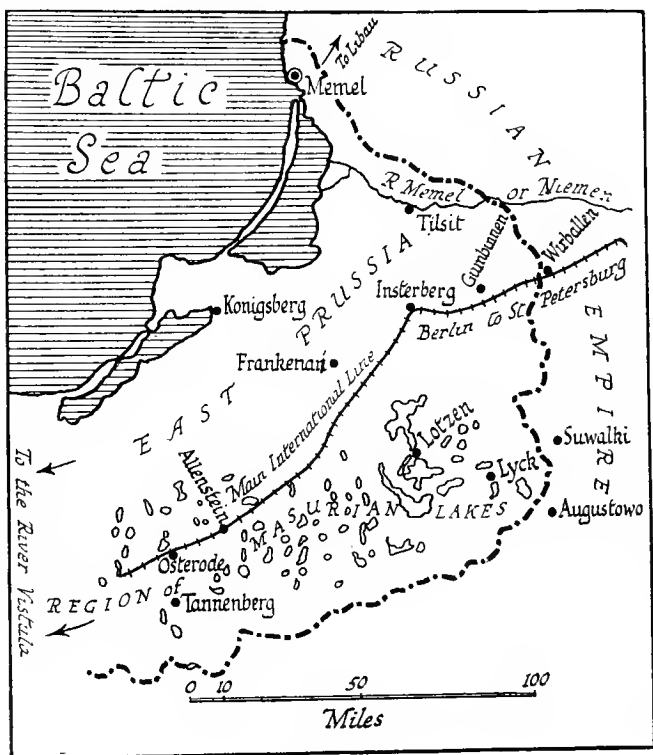 Baltic
Sea
To Libau
Memel
RUSSIAN
EMPIRE
R Memel or Niemen
Tilsit
Gumbinnen
Wirballen
Konigsberg
Insterberg
Berlin to St Petersburg
Frankenau
EAST PRUSSIA
Main International Line
Lotzen
Suwalki
Lyck
Allenstein
MASURIAN LAKES
Augustowo
Osterode
REGION of
Tannenberg
To the River Vistula
0 10 50 100
Miles